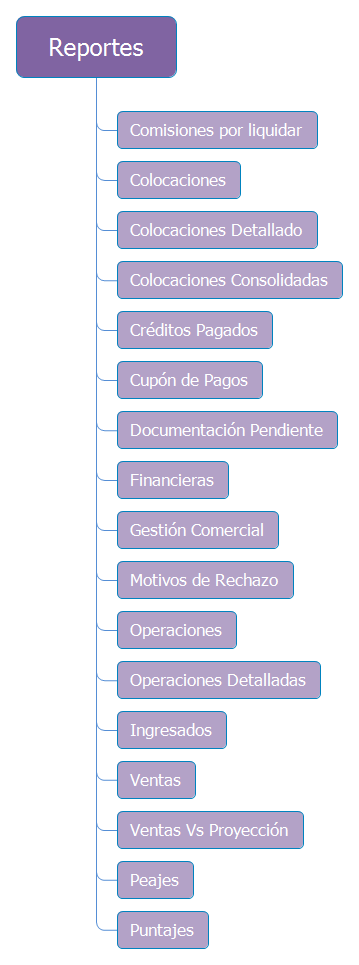 Reportes
Comisiones por liquidar
Colocaciones
Colocaciones Detallado
Colocaciones Consolidadas
Créditos Pagados
Cupón de Pagos
Documentación Pendiente
Financieras
Gestión Comercial
Motivos de Rechazo
Operaciones
Operaciones Detalladas
Ingresados
Ventas
Ventas Vs Proyección
Peajes
Puntajes